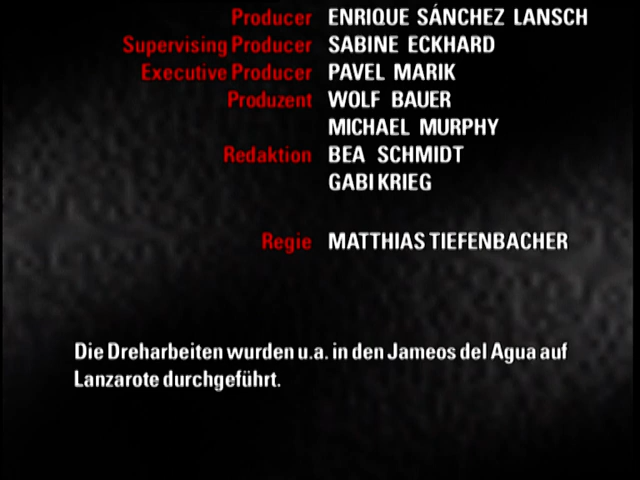 Producer ENRIQUE SÁNCHEZ LANSCH
Supervising Producer SABINE ECKHARD
Executive Producer PAVEL MARIK
Produzent WOLF BAUER
MICHAEL MURPHY
Redaktion BEA SCHMIDT
GABI KRIEG
Regie MATTHIAS TIEFENBACHER
Die Dreharbeiten wurden u.a. in den Jameos del Agua auf
Lanzarote durchgeführt.